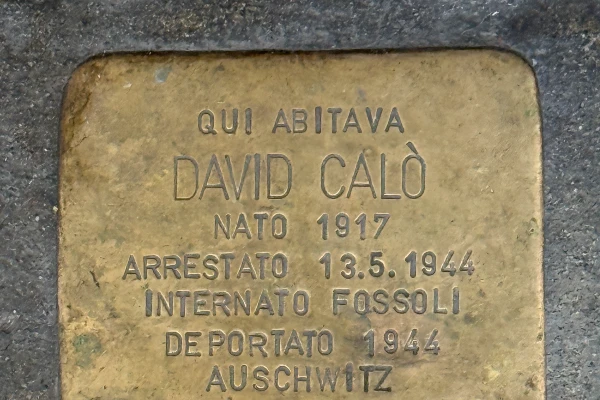 QUI ABITAVA
DAVID CALÒ
NATO 1917
ARRESTATO 13.5.1944
INTERNATO FOSSOLI
DEPORTATO 1944
AUSCHWITZ